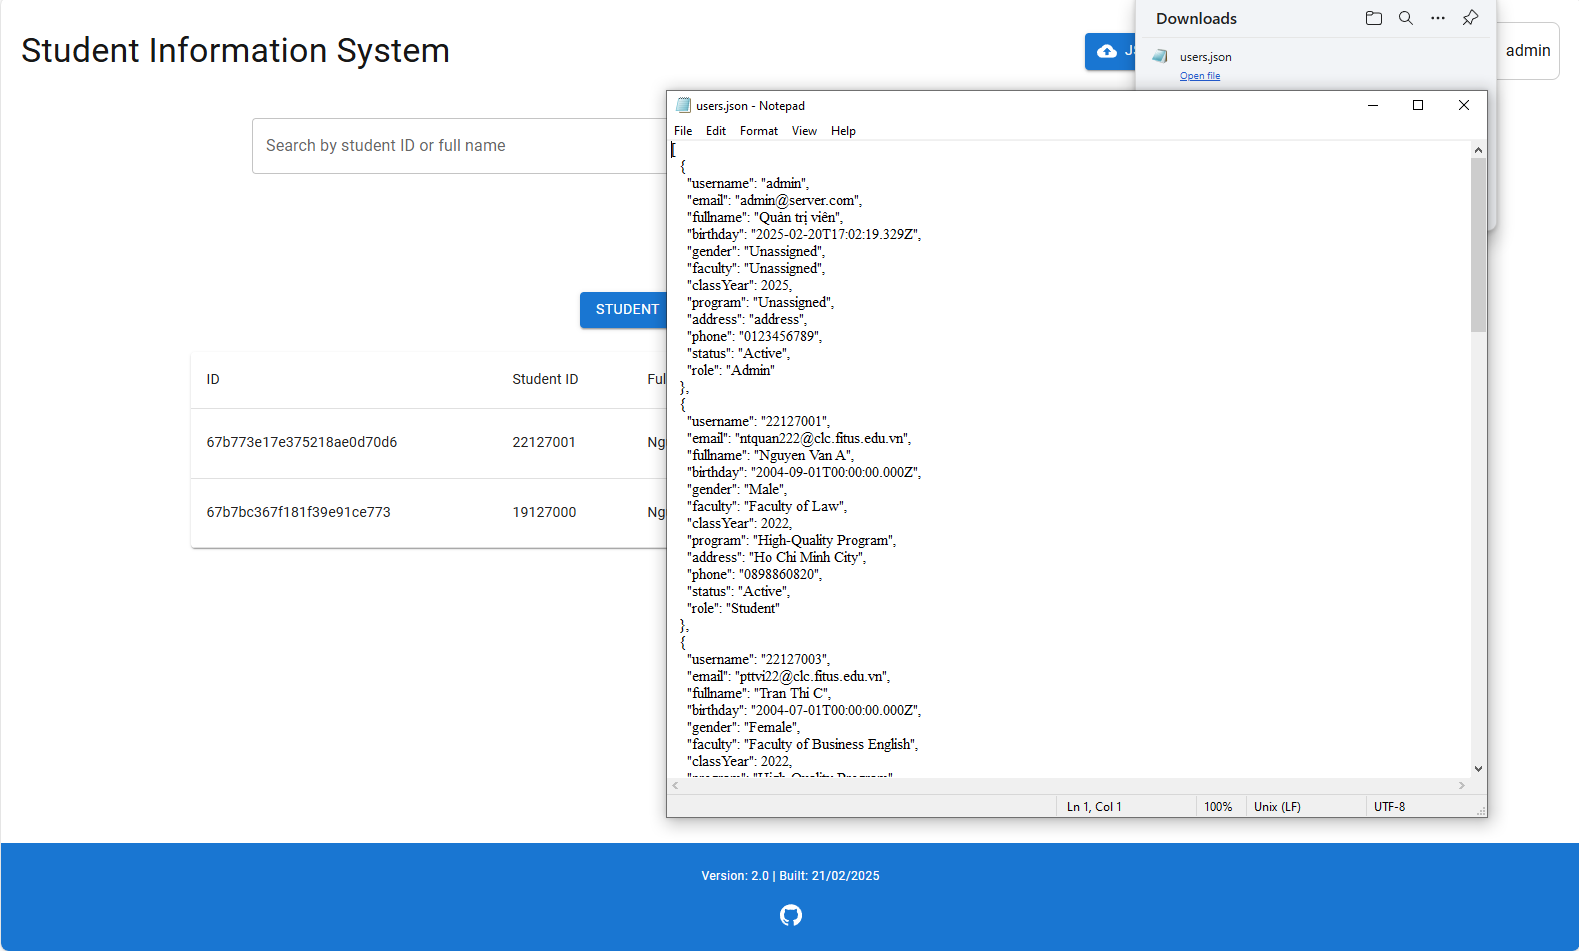 Student Information System
Downloads
users.json
Open file
admin
Search by student ID or full name
STUDENT
ID Student ID
67b773e17e375218ae0d70d6 22127001
67b7bc367f181f39e91ce773 19127000
users.json - Notepad
File Edit Format View Help
[
{
"username": "admin",
"email": "admin@server.com",
"fullname": "Quản trị viên",
"birthday": "2025-02-20T17:02:19.329Z",
"gender": "Unassigned",
"faculty": "Unassigned",
"classYear": 2025,
"program": "Unassigned",
"address": "address",
"phone": "0123456789",
"status": "Active",
"role": "Admin"
},
{
"username": "22127001",
"email": "ntquan222@clc.fitus.edu.vn",
"fullname": "Nguyen Van A",
"birthday": "2004-09-01T00:00:00.000Z",
"gender": "Male",
"faculty": "Faculty of Law",
"classYear": 2022,
"program": "High-Quality Program",
"address": "Ho Chi Minh City",
"phone": "0898860820",
"status": "Active",
"role": "Student"
},
{
"username": "22127003",
"email": "pttvi22@clc.fitus.edu.vn",
"fullname": "Tran Thi C",
"birthday": "2004-07-01T00:00:00.000Z",
"gender": "Female",
"faculty": "Faculty of Business English",
"classYear": 2022,
"program": "High-Quality Program"
Ln 1, Col 1 100% Unix (LF) UTF-8
Version: 2.0 | Built: 21/02/2025